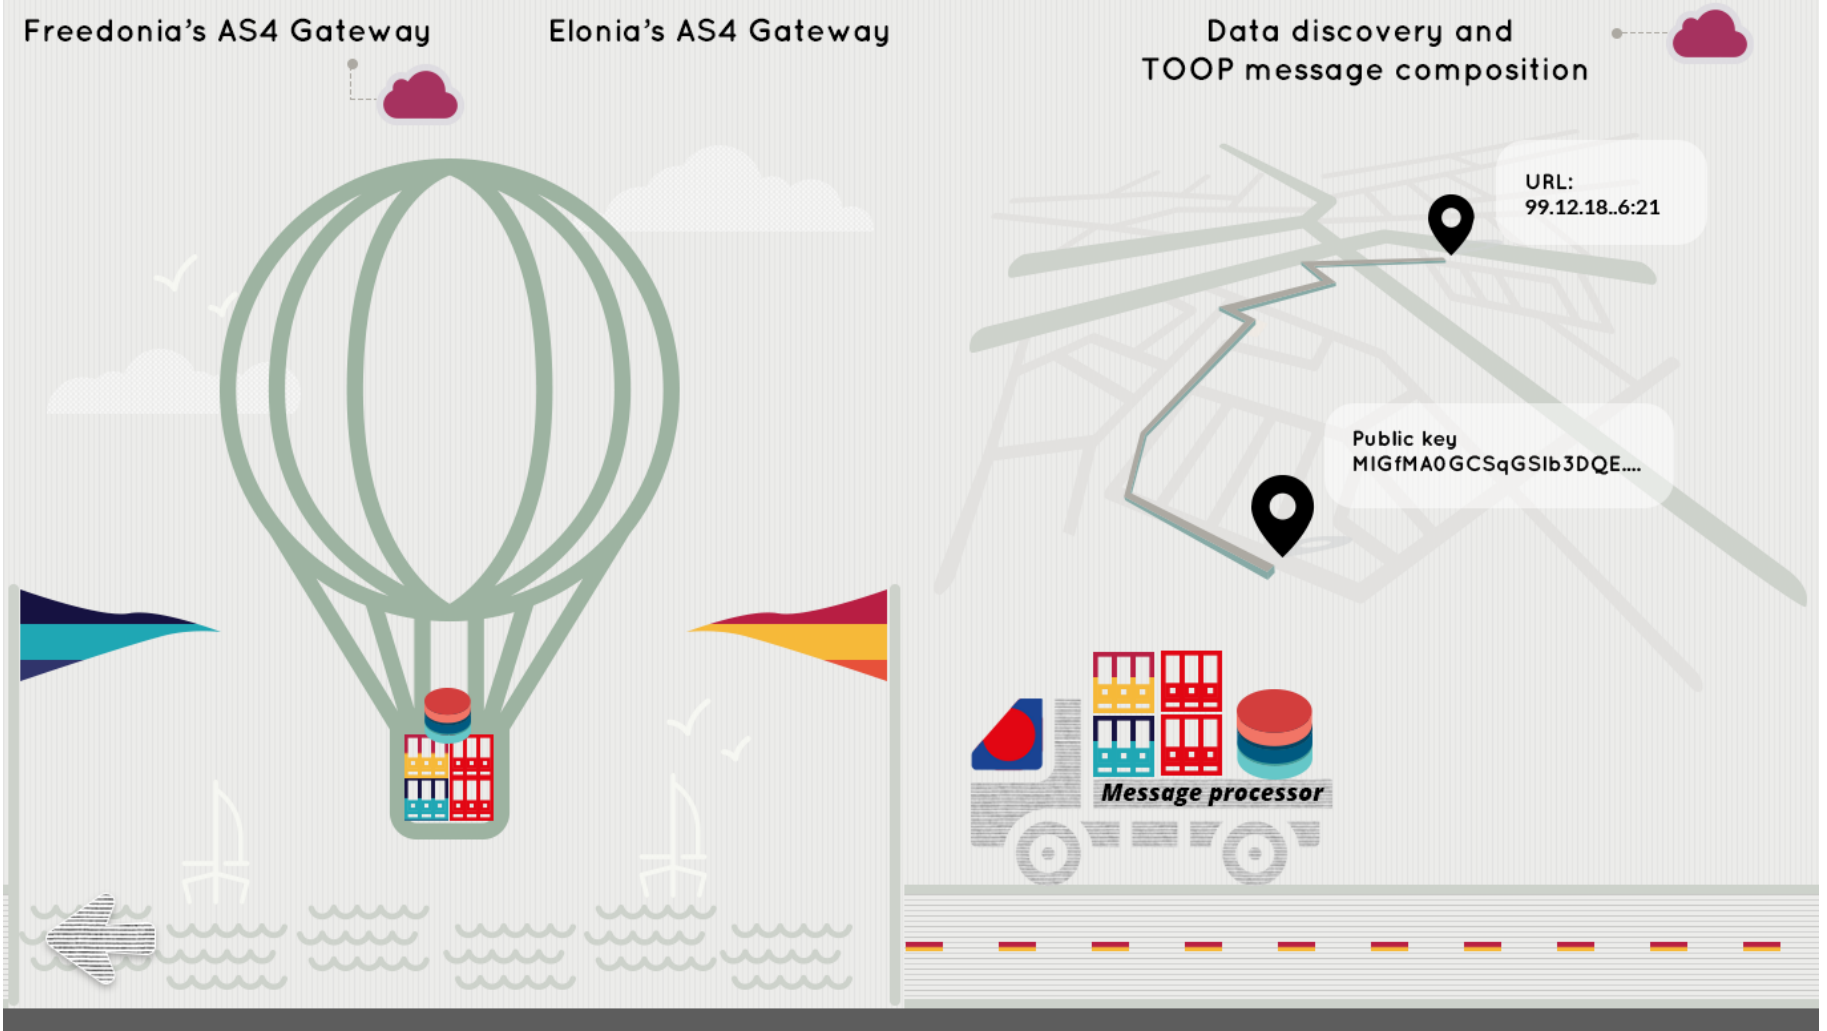 Freedonia's AS4 Gateway
Elonia's AS4 Gateway
Data discovery and
TOOP message composition
URL:
99.12.18..6:21
Public key
MIGfMA0GCSqGSIb3DQE....
Message processor